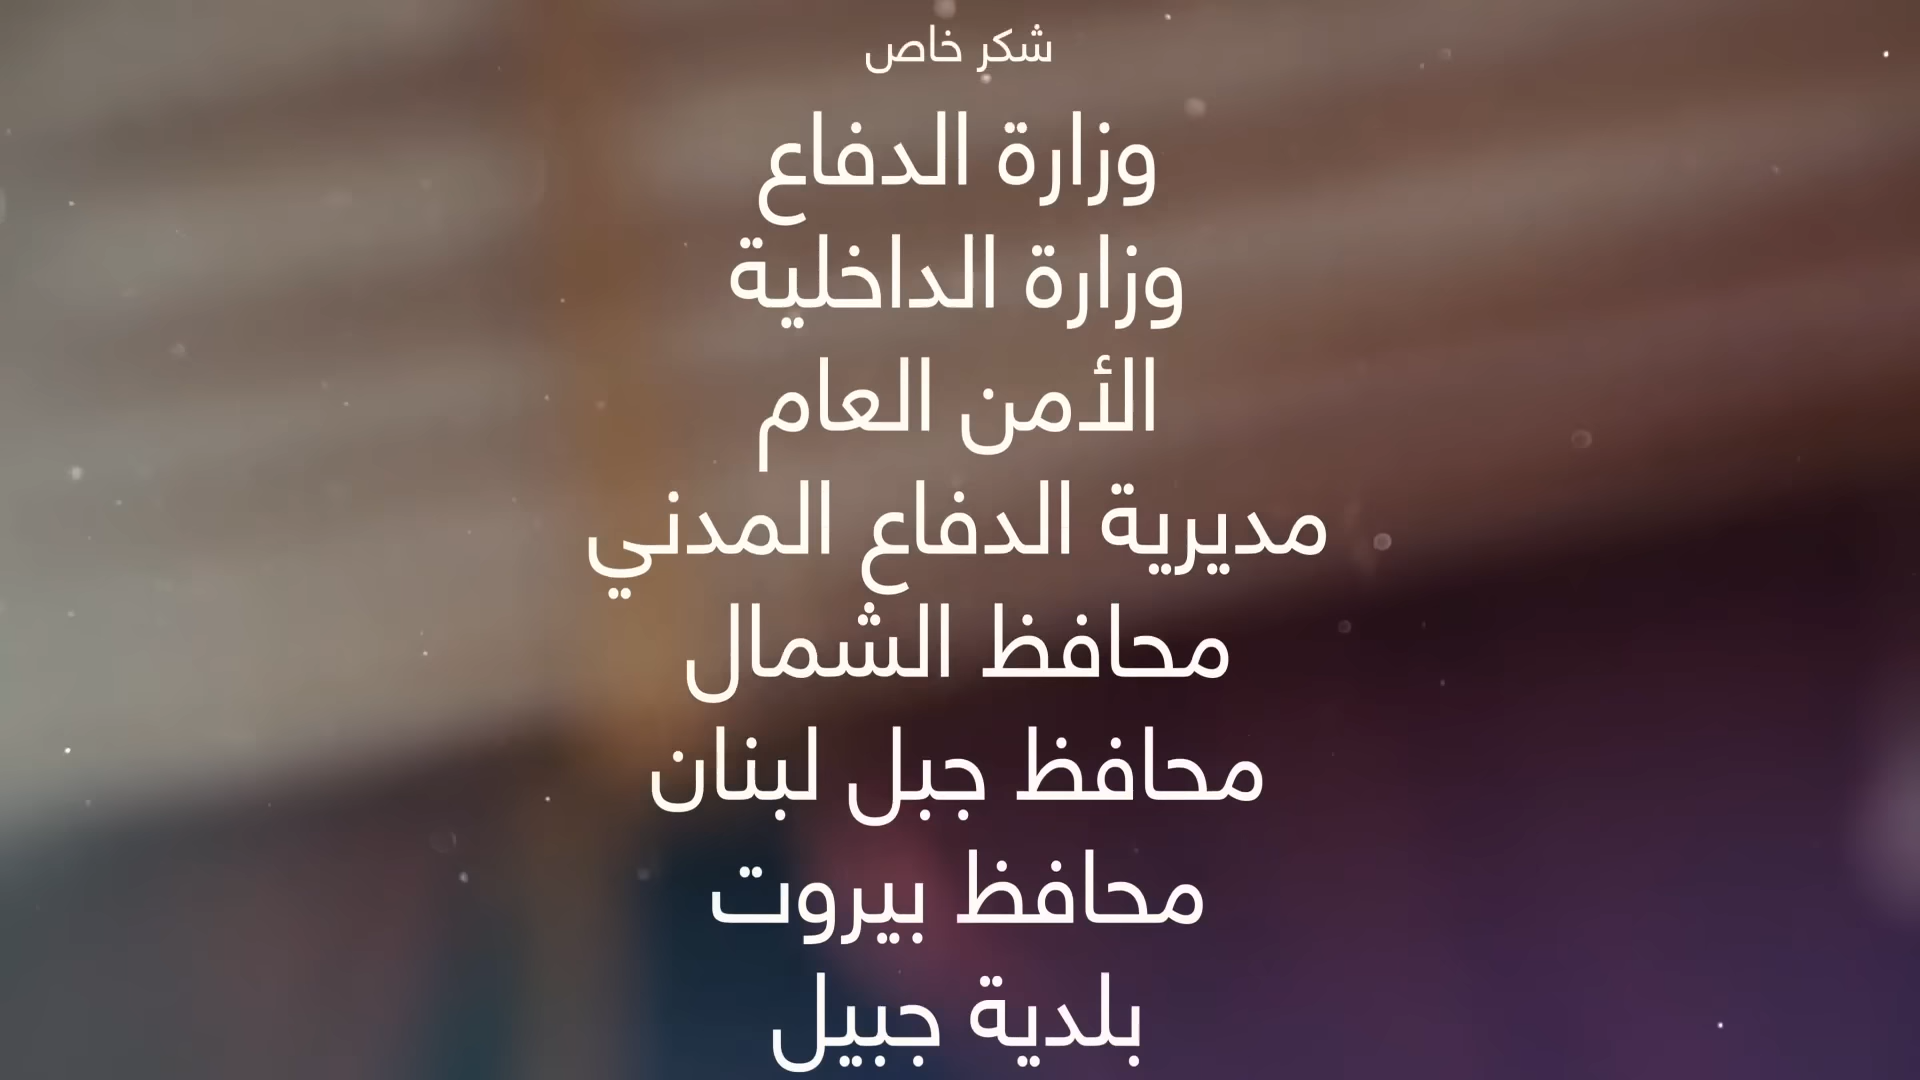 شكر خاص
وزارة الدفاع
وزارة الداخلية
الأمن العام
مديرية الدفاع المدني
محافظ الشمال
محافظ جبل لبنان
محافظ بيروت
بلدية جبيل